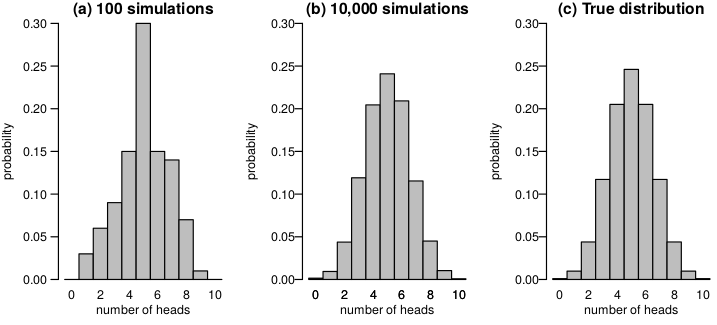 (a) 100 simulations
probability
0.30
0.25
0.20
0.15
0.10
0.05
0.00
0 2 4 6 8 10
number of heads
(b) 10,000 simulations
probability
0.30
0.25
0.20
0.15
0.10
0.05
0.00
0 2 4 6 8 10
number of heads
(c) True distribution
probability
0.30
0.25
0.20
0.15
0.10
0.05
0.00
0 2 4 6 8 10
number of heads